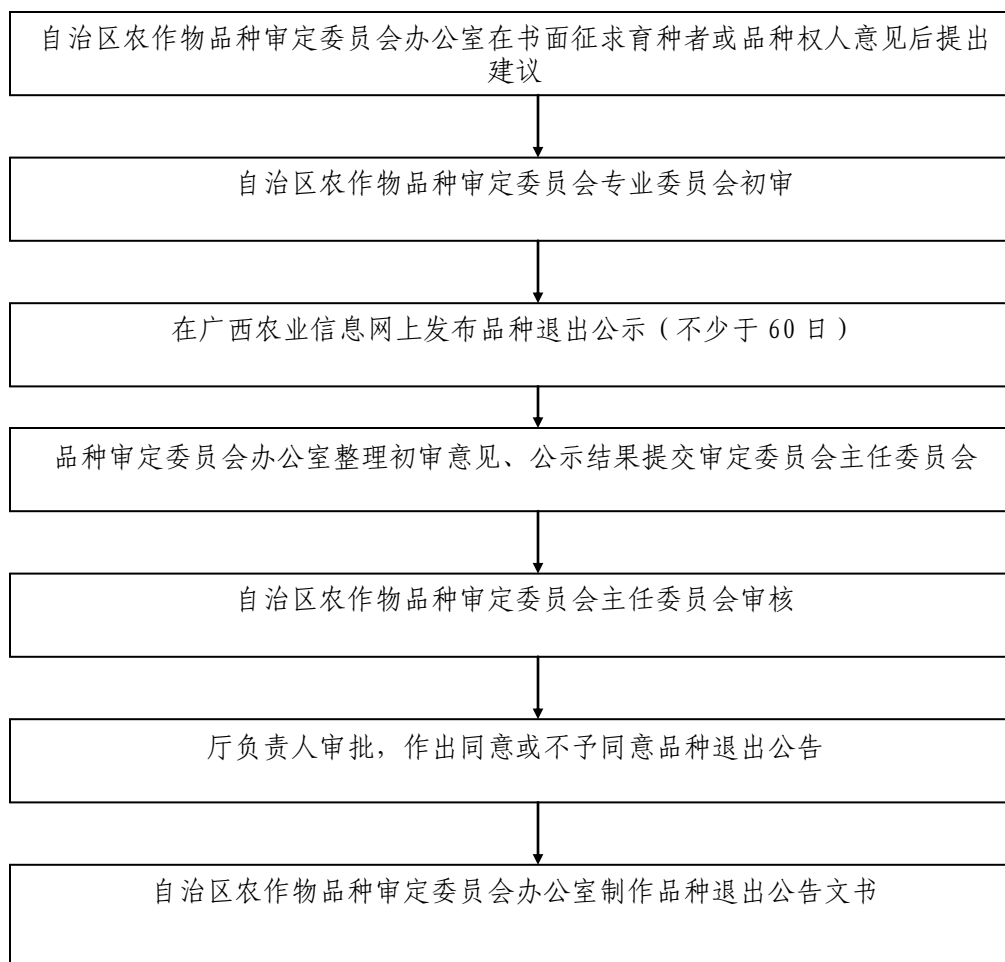 自治区农作物品种审定委员会办公室在书面征求育种者或品种权人意见后提出
建议
自治区农作物品种审定委员会专业委员会初审
在广西农业信息网上发布品种退出公示（不少于 60 日）
品种审定委员会办公室整理初审意见、公示结果提交审定委员会主任委员会
自治区农作物品种审定委员会主任委员会审核
厅负责人审批，作出同意或不予同意品种退出公告
自治区农作物品种审定委员会办公室制作品种退出公告文书